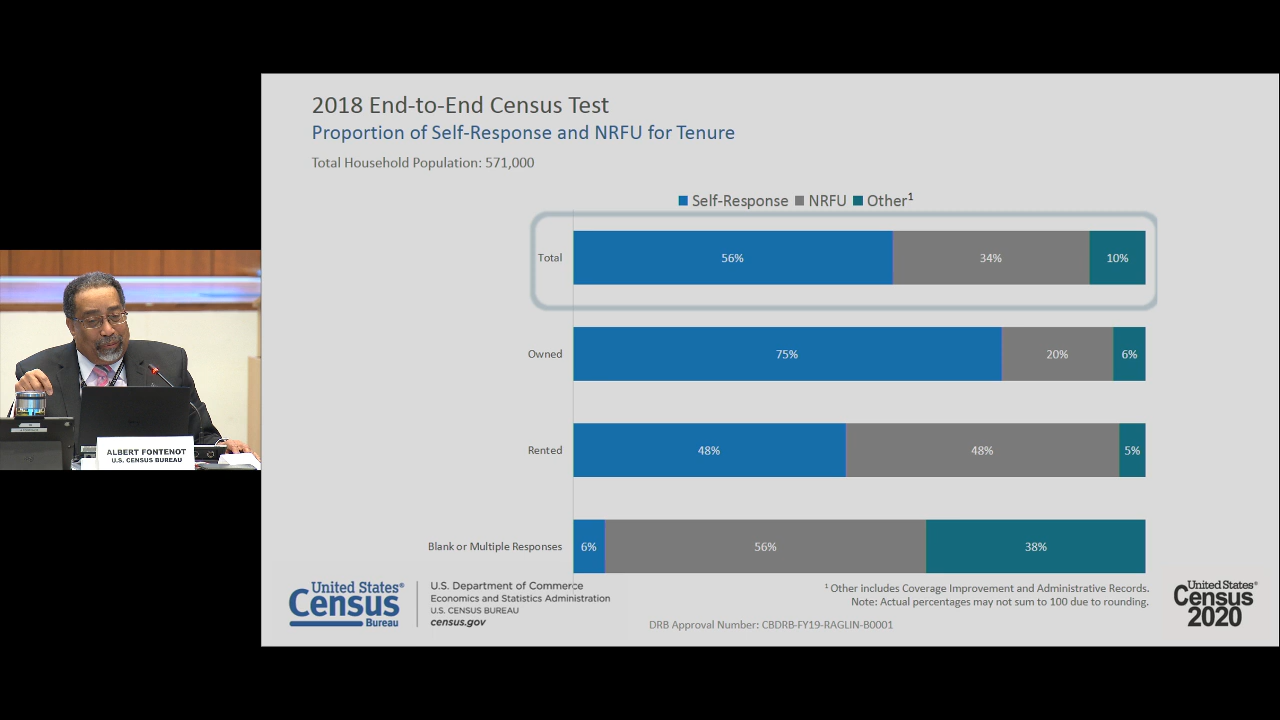 2018 End-to-End Census Test
Proportion of Self-Response and NRFU for Tenure
Total Household Population: 571,000
Self-Response NRFU Other1
Total 56% 34% 10%
Owned 75% 20% 6%
Rented 48% 48% 5%
Blank or Multiple Responses 6% 56% 38%
ALBERT FONTENOT
U.S. CENSUS BUREAU
United States®
Census
Bureau
U.S. Department of Commerce
Economics and Statistics Administration
U.S. CENSUS BUREAU
census.gov
1 Other includes Coverage Improvement and Administrative Records.
Note: Actual percentages may not sum to 100 due to rounding.
DRB Approval Number: CBDRB-FY19-RAGLIN-B0001
United States®
Census
2020